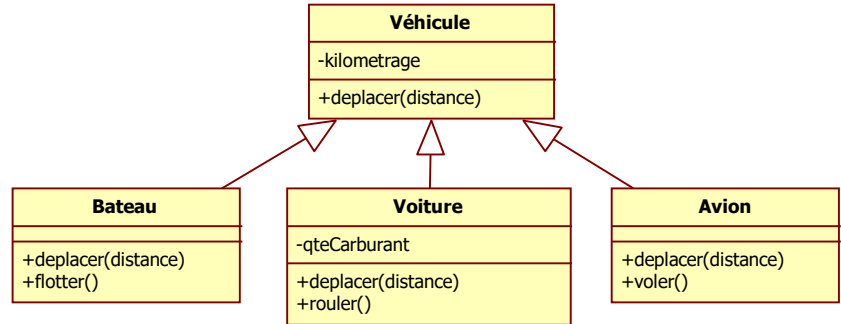 Véhicule
-kilometrage
+deplacer(distance)
Bateau
+deplacer(distance)
+flotter()
Voiture
-qteCarburant
+deplacer(distance)
+rouler()
Avion
+deplacer(distance)
+voler()